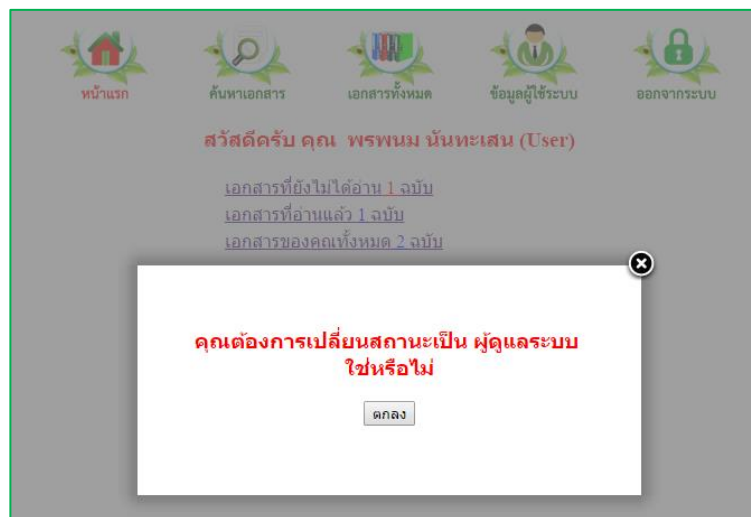 หน้าแรก
ค้นหาเอกสาร
เอกสารทั้งหมด
ข้อมูลผู้ใช้ระบบ
ออกจากระบบ
สวัสดีครับ คุณ พรพนม นันทะเสน (User)
เอกสารที่ยังไม่ได้อ่าน 1 ฉบับ
เอกสารที่อ่านแล้ว 1 ฉบับ
เอกสารของคุณทั้งหมด 2 ฉบับ
คุณต้องการเปลี่ยนสถานะเป็น ผู้ดูแลระบบ
ใช่หรือไม่
ตกลง